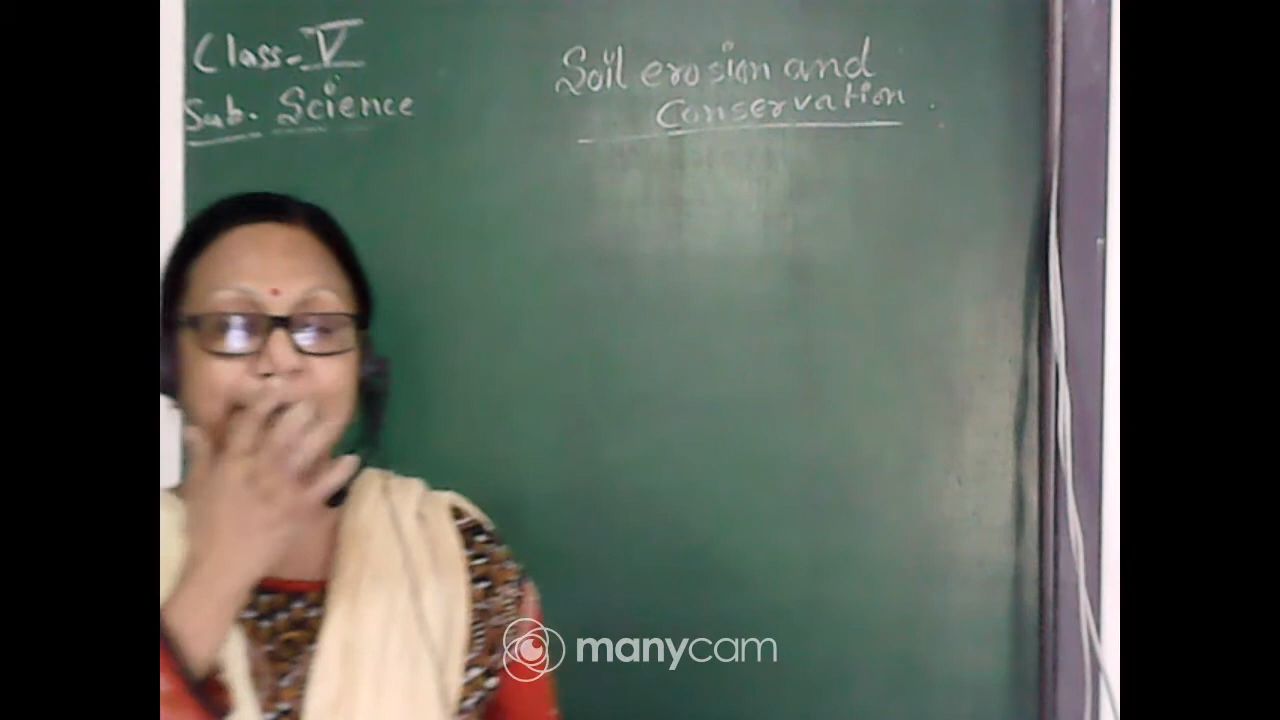 Class-V
Sub. Science
Soil erosion and
Conservation.
manycam